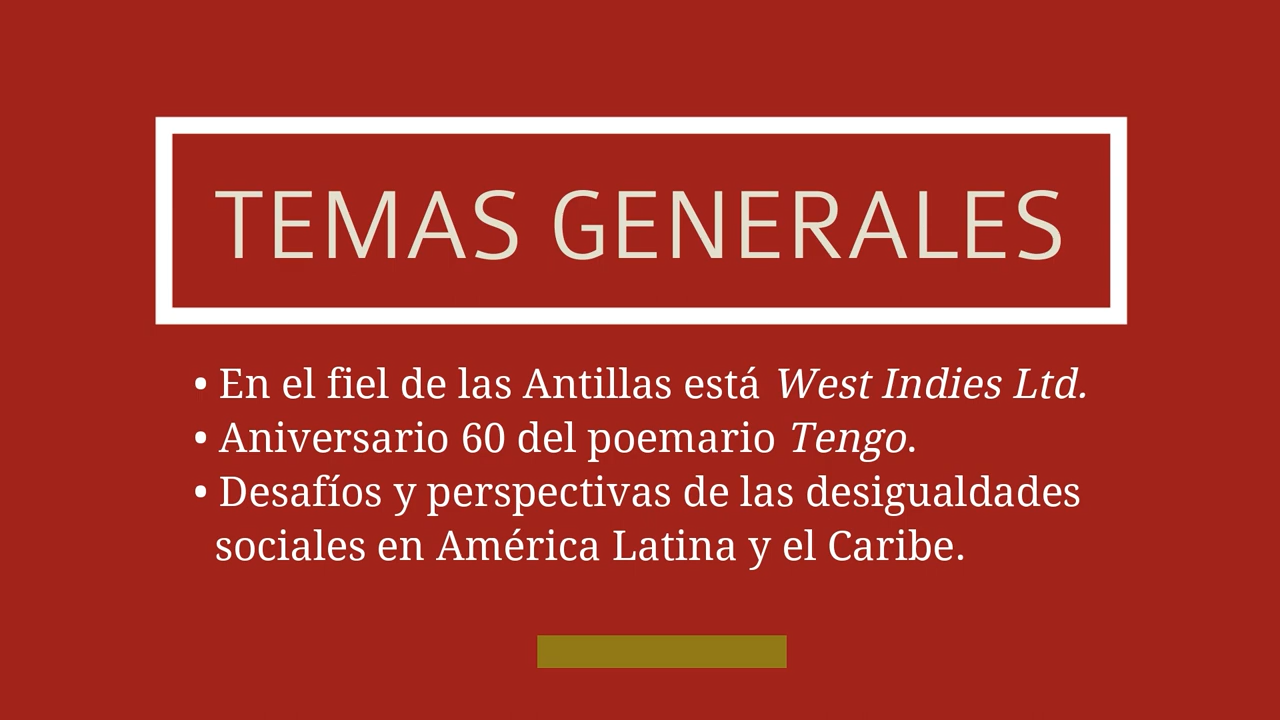 TEMAS GENERALES
• En el fiel de las Antillas está West Indies Ltd.
• Aniversario 60 del poemario Tengo.
• Desafíos y perspectivas de las desigualdades
sociales en América Latina y el Caribe.